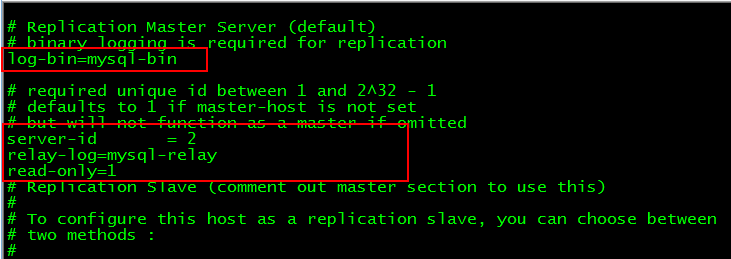 # Replication Master Server (default)
# binary logging is required for replication
log-bin=mysql-bin
# required unique id between 1 and 2^32 - 1
# defaults to 1 if master-host is not set
# but will not function as a master if omitted
server-id = 2
relay-log=mysql-relay
read-only=1
# Replication Slave (comment out master section to use this)
#
# To configure this host as a replication slave, you can choose between
# two methods :
#